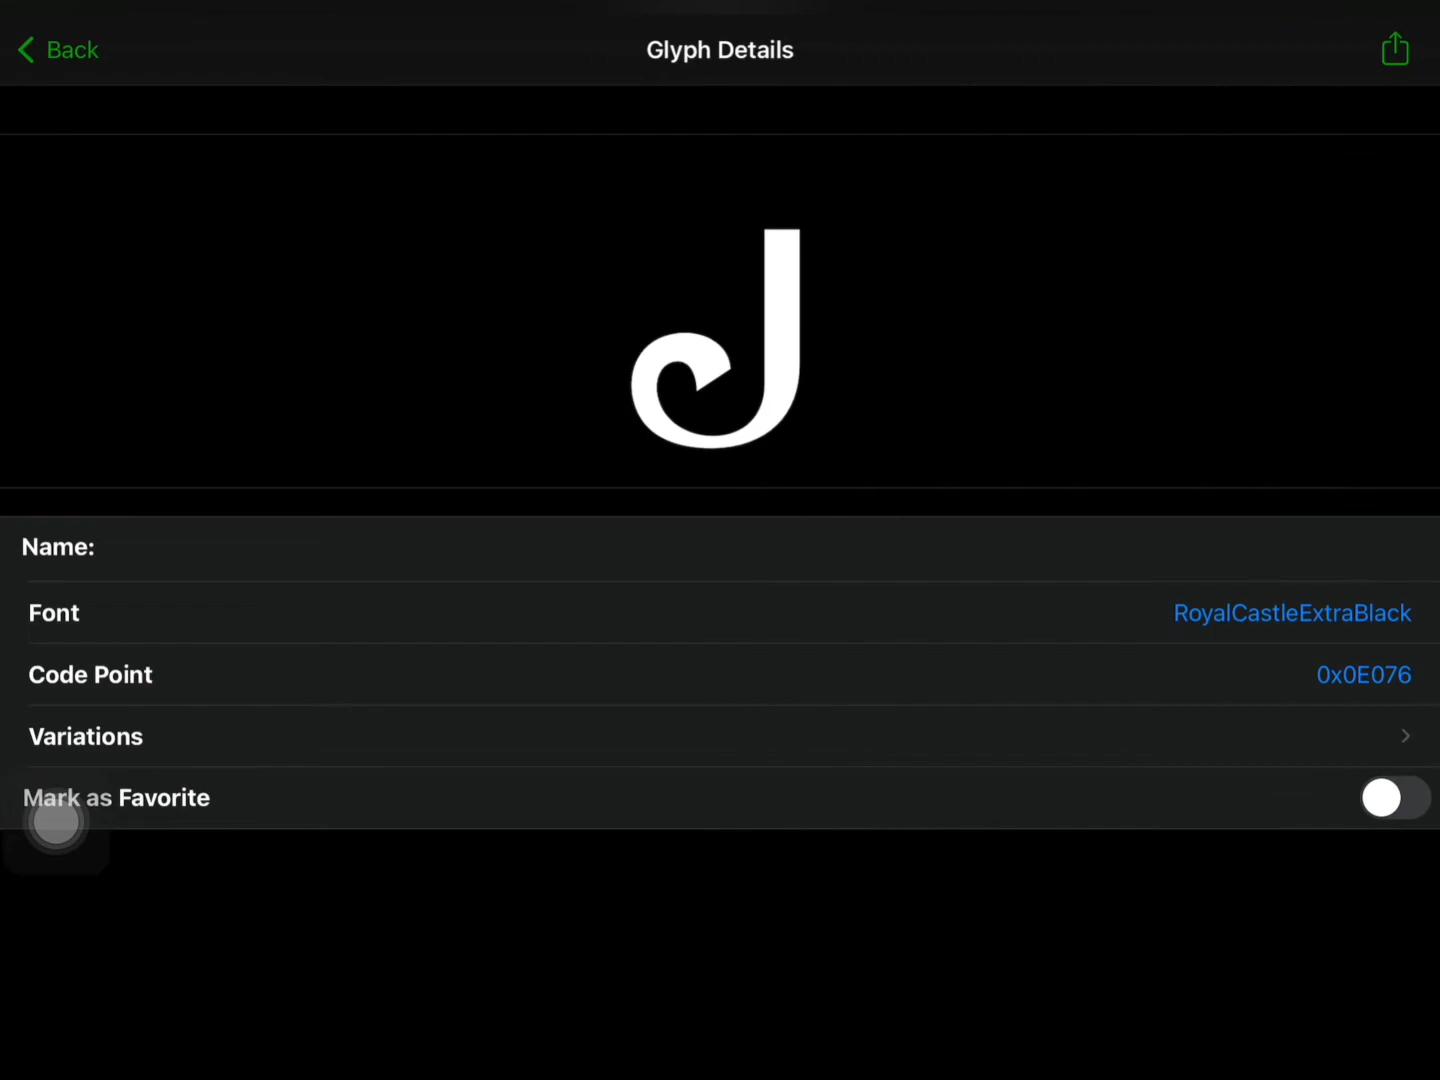 Back
Glyph Details
J
Name:
Font RoyalCastleExtraBlack
Code Point 0x0E076
Variations
Mark as Favorite